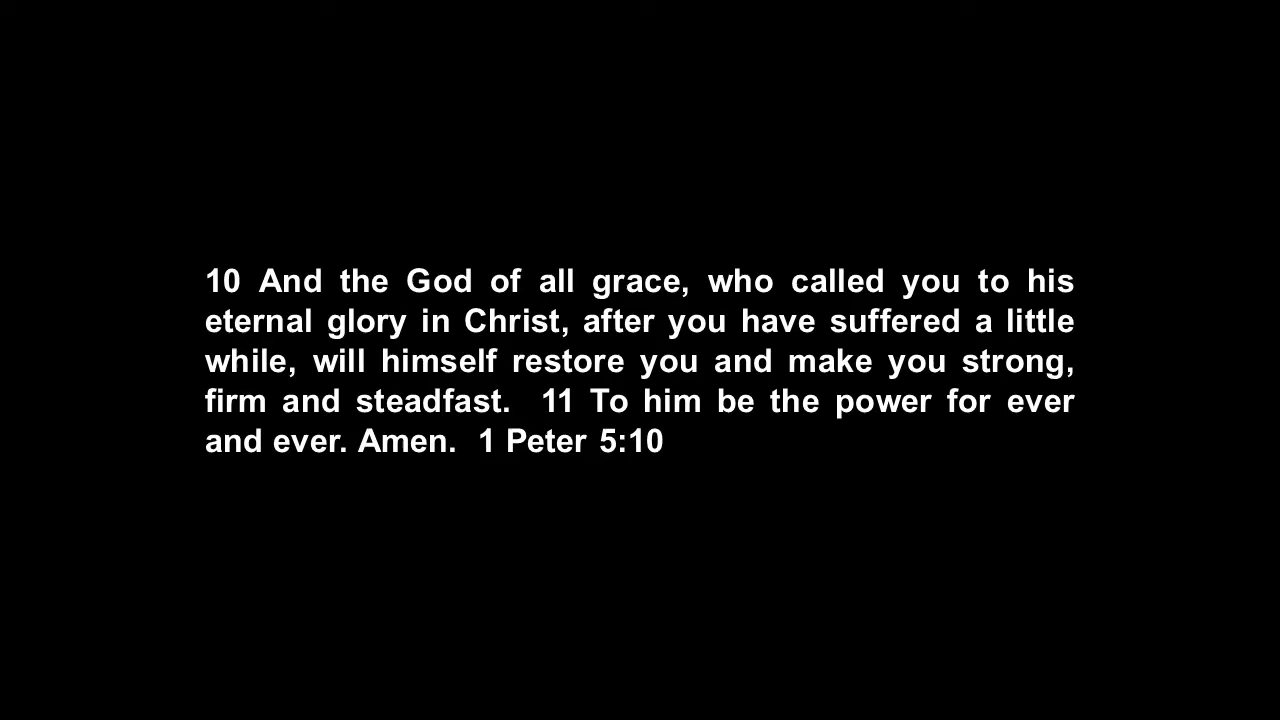 10 And the God of all grace, who called you to his
eternal glory in Christ, after you have suffered a little
while, will himself restore you and make you strong,
firm and steadfast.  11 To him be the power for ever
and ever. Amen.  1 Peter 5:10